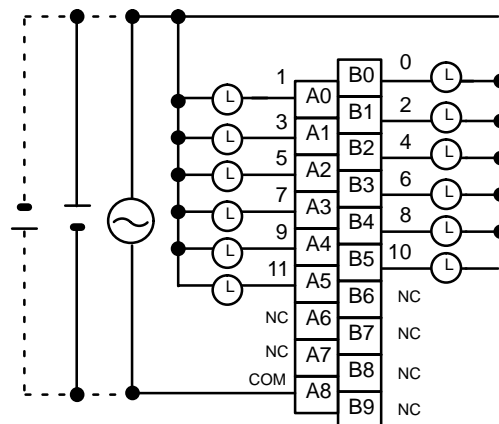 0
1 B0 L
L A0 2
3 B1 L
L A1 4
5 B2 L
L A2 6
7 B3 L
L A3 8
9 B4 L
L A4 10
11 B5 L
L A5
B6 NC
NC A6
B7 NC
NC A7
B8 NC
COM A8
B9 NC